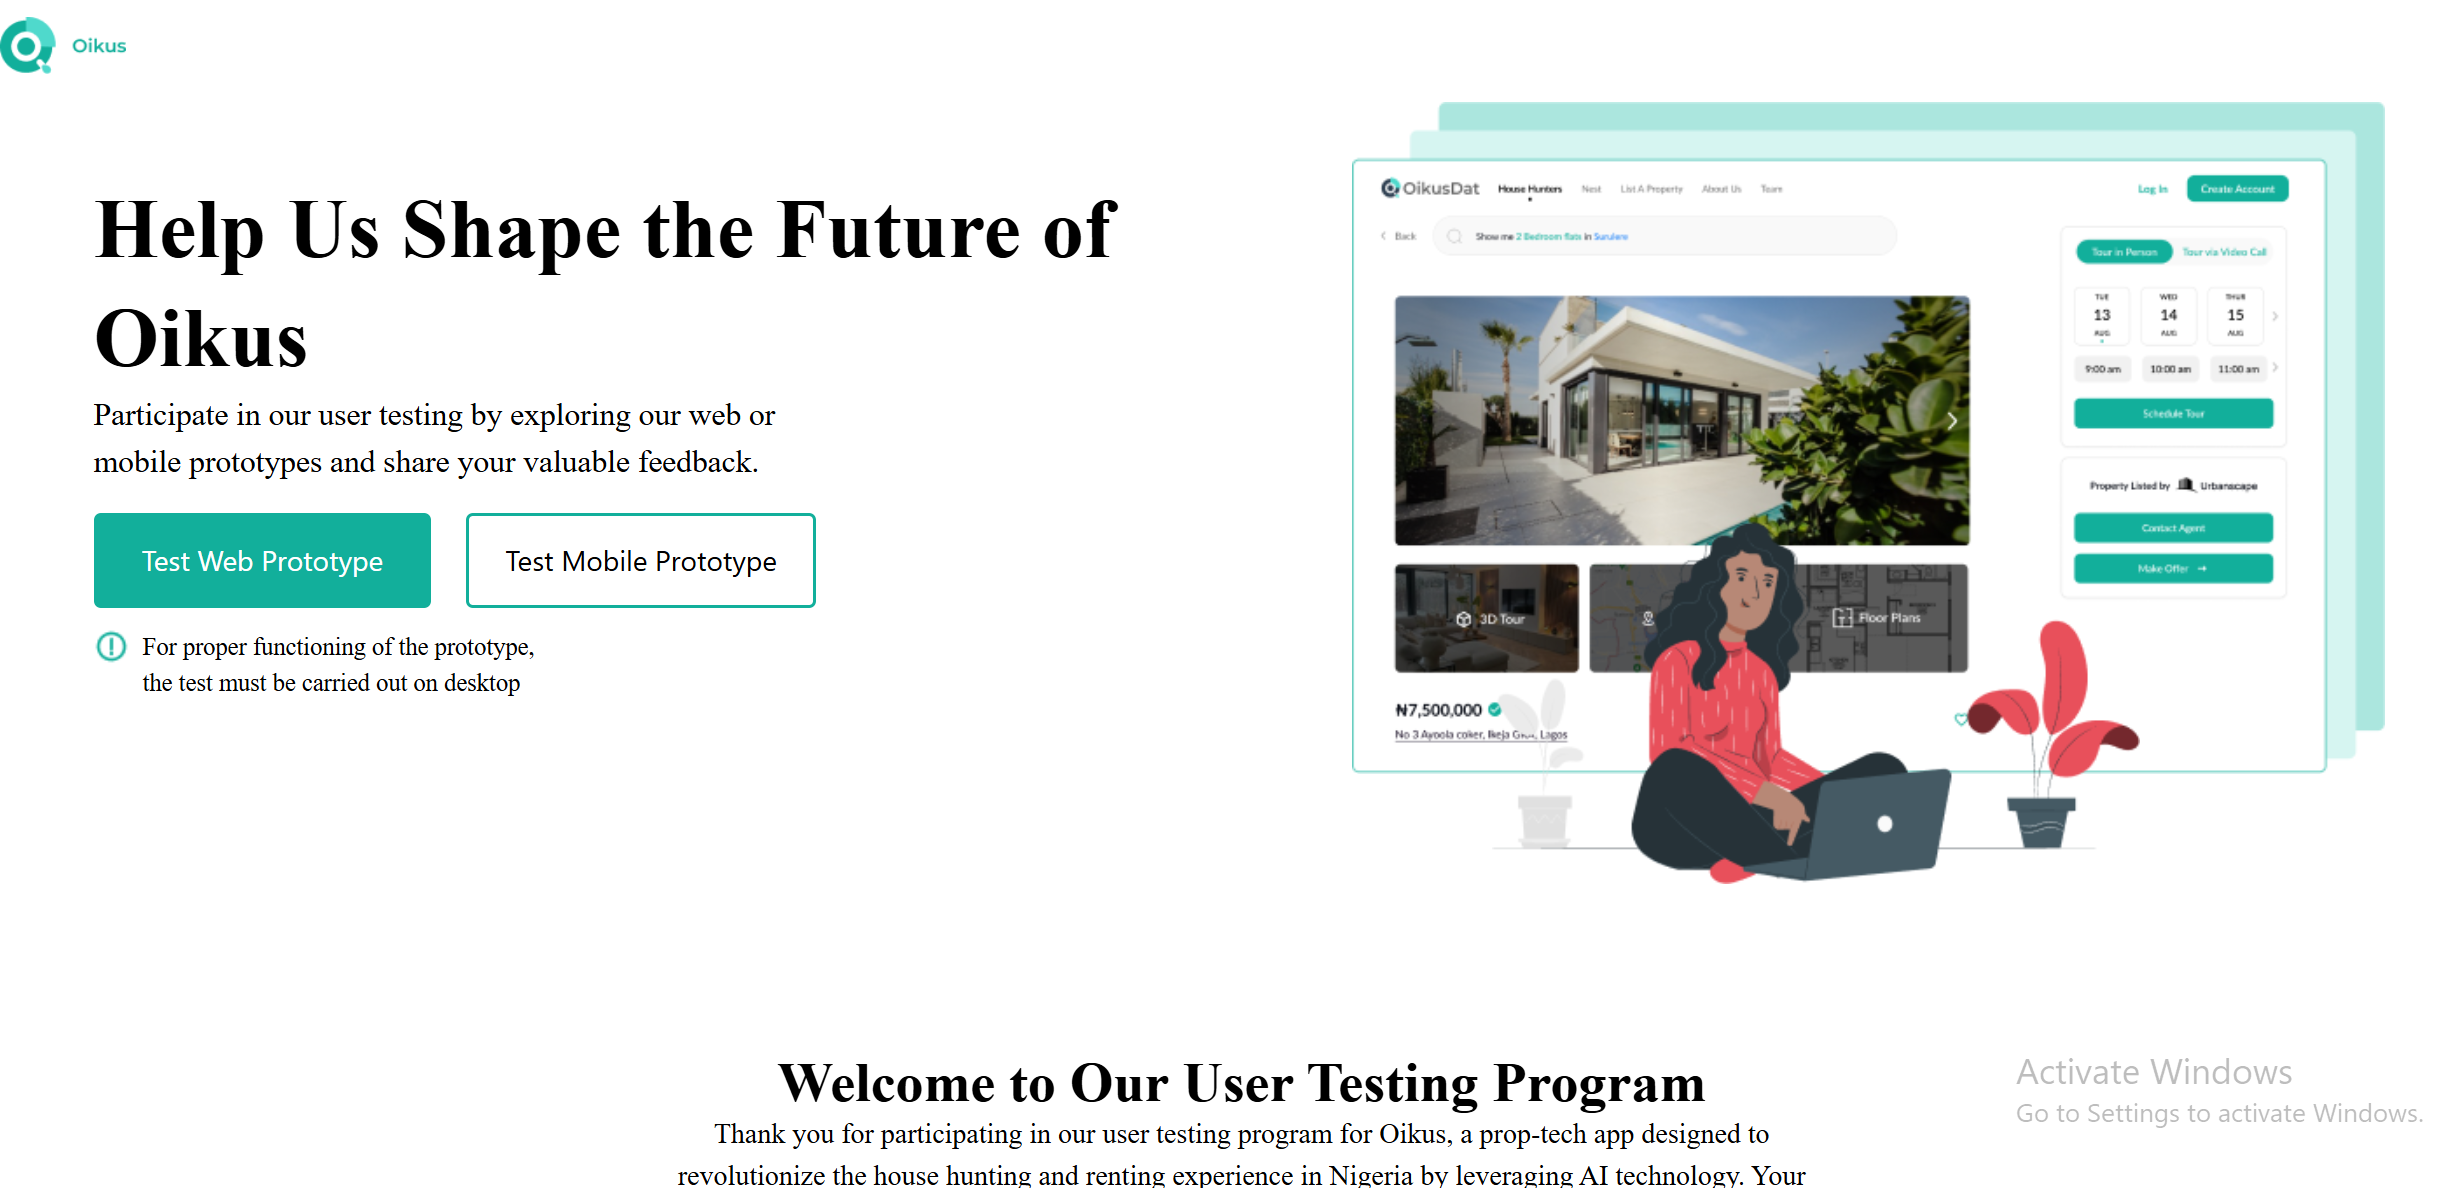 Oikus
Help Us Shape the Future of
Oikus
Participate in our user testing by exploring our web or
mobile prototypes and share your valuable feedback.
Test Web Prototype
Test Mobile Prototype
For proper functioning of the prototype,
the test must be carried out on desktop
OikusDat House Hunters Nest List A Property About Us Team
Log In Create Account
Back
Show me 2 Bedroom flats in Surulere
Tour in Person Tour via Video Call
TUE WED THUR
13 14 15
AUG AUG AUG
9:00 am 10:00 am 11:00 am
Schedule Tour
Property Listed by Urbanscape
Contact Agent
Make Offer →
3D Tour
Floor Plans
₦7,500,000
No 3 Ayoola coker, Ikeja Lagos
Welcome to Our User Testing Program
Thank you for participating in our user testing program for Oikus, a prop-tech app designed to
revolutionize the house hunting and renting experience in Nigeria by leveraging AI technology. Your
Activate Windows
Go to Settings to activate Windows.